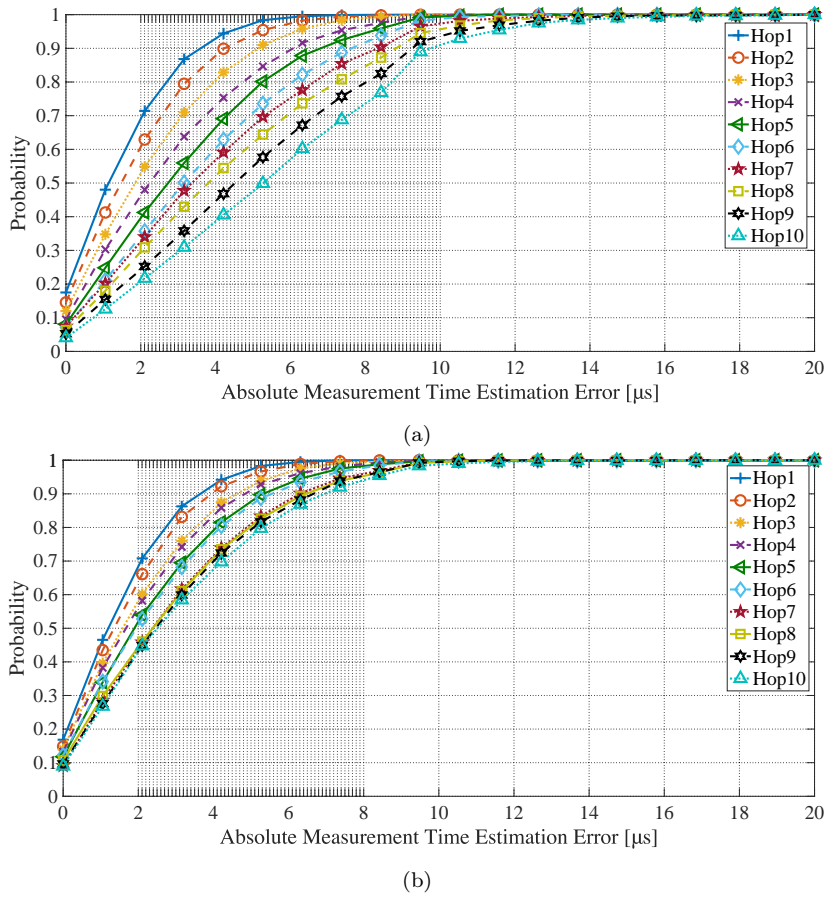 1
0.9
0.8
0.7
0.6
0.5
0.4
0.3
0.2
0.1
0
Probability
Hop1
Hop2
Hop3
Hop4
Hop5
Hop6
Hop7
Hop8
Hop9
Hop10
0 2 4 6 8 10 12 14 16 18 20
Absolute Measurement Time Estimation Error [μs]
(a)
1
0.9
0.8
0.7
0.6
0.5
0.4
0.3
0.2
0.1
0
Probability
Hop1
Hop2
Hop3
Hop4
Hop5
Hop6
Hop7
Hop8
Hop9
Hop10
0 2 4 6 8 10 12 14 16 18 20
Absolute Measurement Time Estimation Error [μs]
(b)